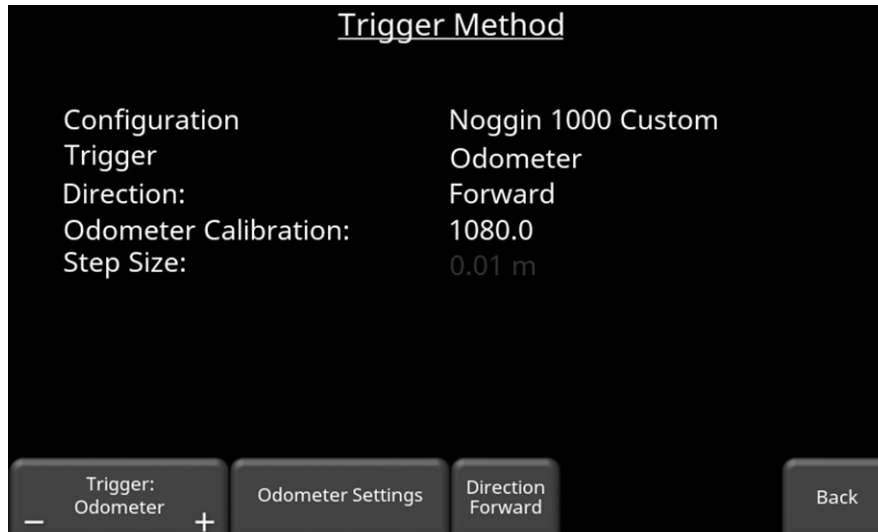 Trigger Method
Configuration Noggin 1000 Custom
Trigger Odometer
Direction: Forward
Odometer Calibration: 1080.0
Step Size: 0.01 m
Trigger:
Odometer
− +
Odometer Settings
Direction
Forward
Back